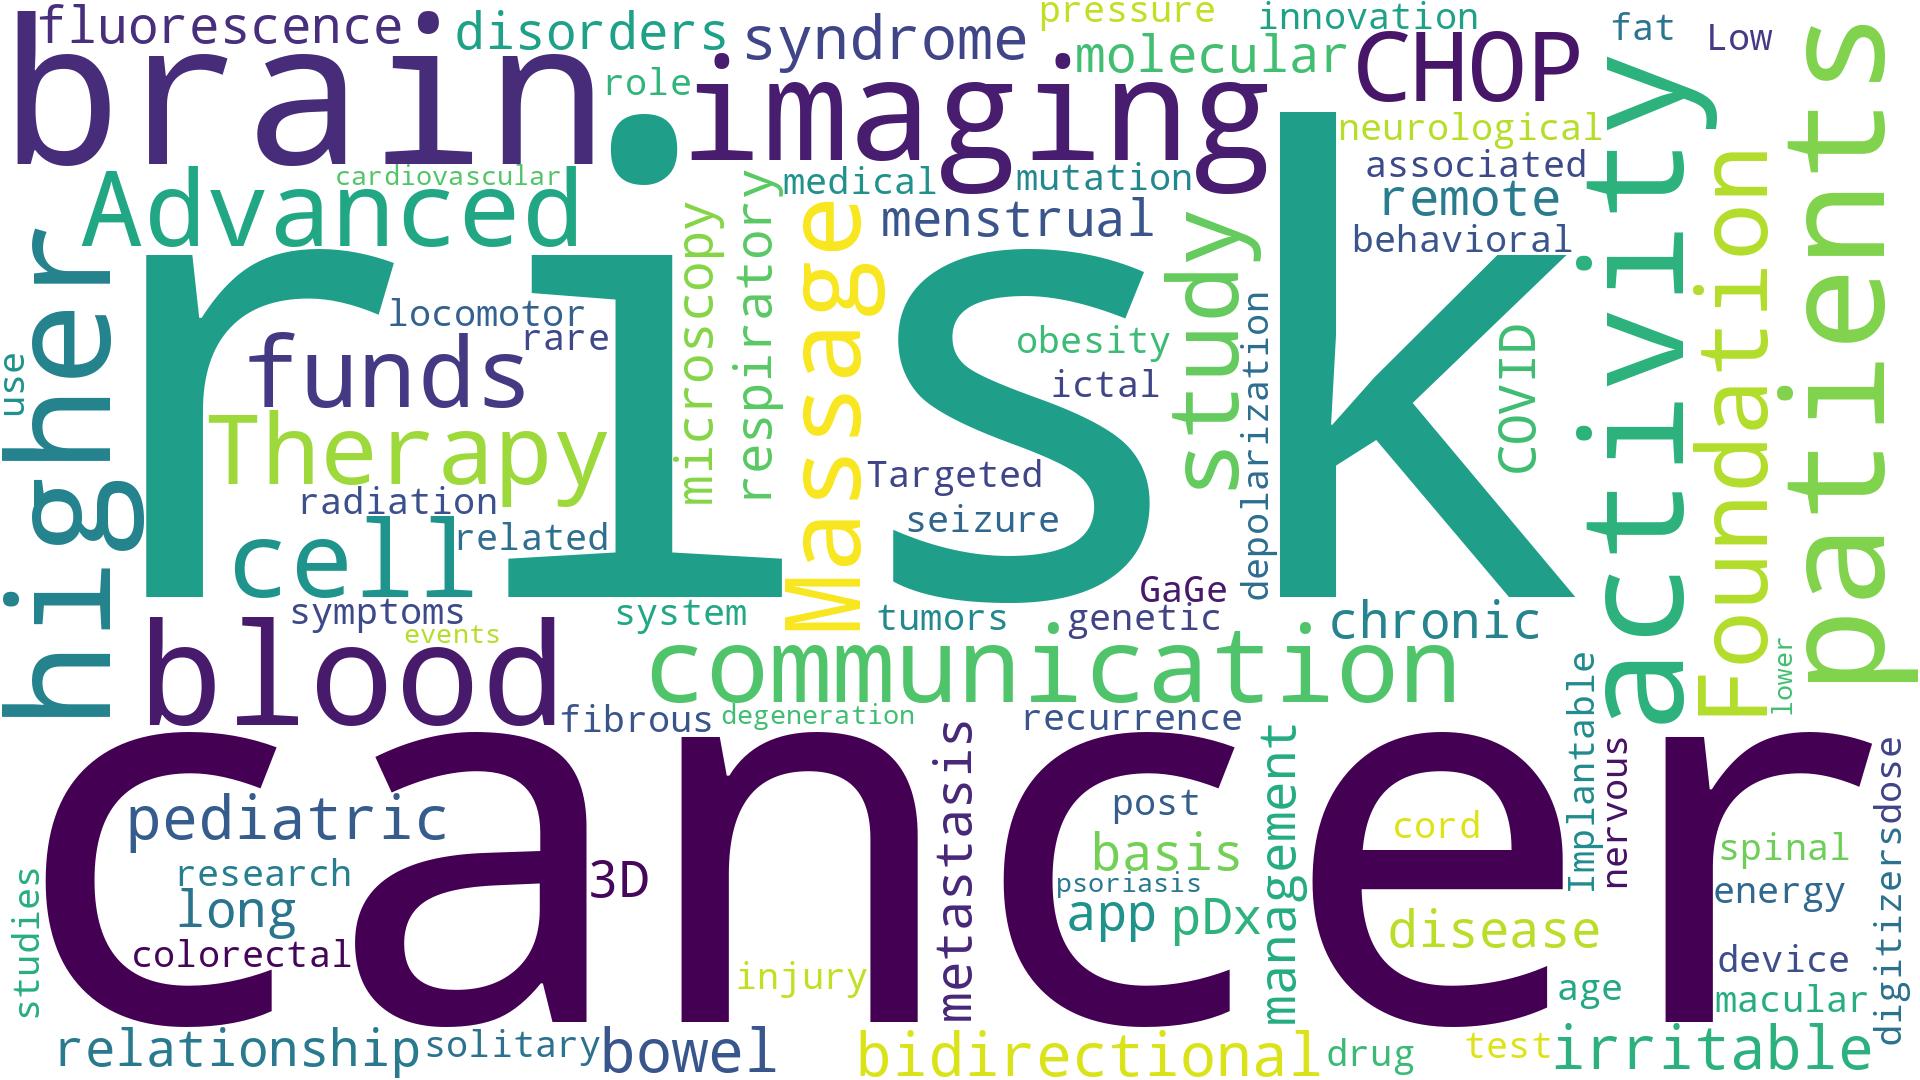 fluorescence
disorders
syndrome
pressure
innovation
fat
Low
brain
role
imaging
molecular
CHOP
activity
patients
neurological
Advanced
cardiovascular
medical
mutation
associated
remote
menstrual
behavioral
higher
risk
microscopy
respiratory
Massage
study
Foundation
locomotor
rare
funds
use
obesity
ictal
depolarization
COVID
Therapy
Targeted
radiation
seizure
cell
related
GaGe
symptoms
system
tumors
genetic
chronic
events
blood
communication
lower
fibrous
degeneration
recurrence
Implantable
cancer
metastasis
management
nervous
dose
pediatric
post
cord
spinal
research
3D
basis
psoriasis
energy
long
app
pDx
disease
digitizers
studies
colorectal
injury
device
age
macular
relationship
solitary
bowel
bidirectional
drug
test
irritable